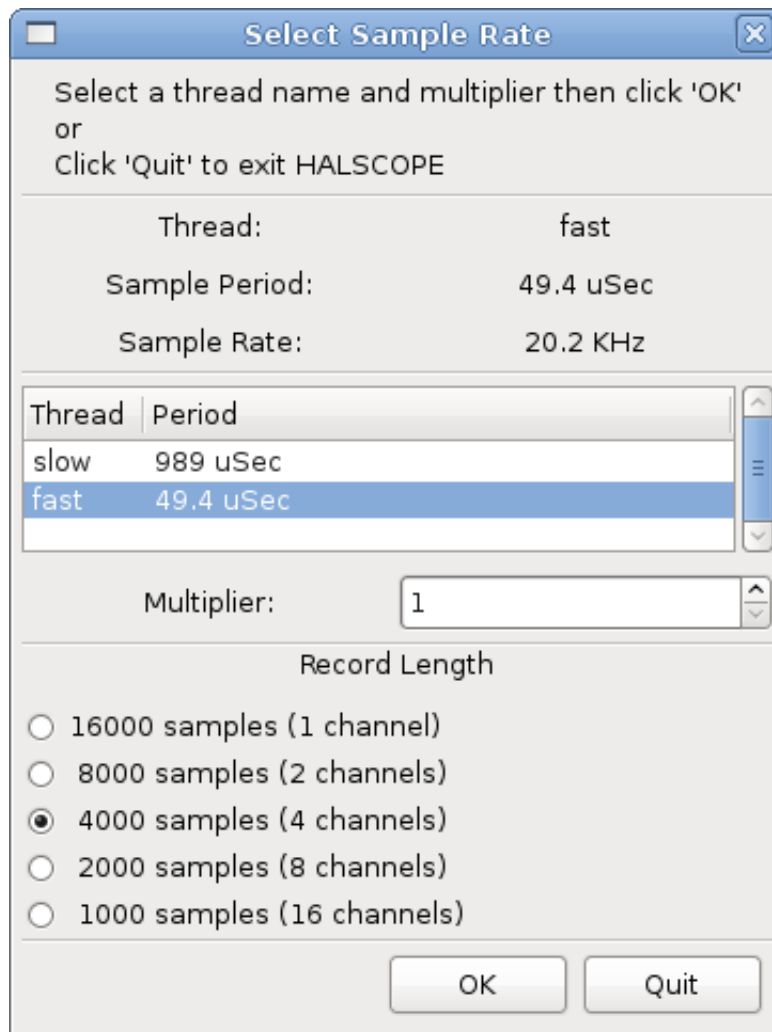 Select Sample Rate
Select a thread name and multiplier then click 'OK'
or
Click 'Quit' to exit HALSCOPE
Thread: fast
Sample Period: 49.4 uSec
Sample Rate: 20.2 KHz
Thread Period
slow 989 uSec
fast 49.4 uSec
Multiplier: 1
Record Length
16000 samples (1 channel)
8000 samples (2 channels)
4000 samples (4 channels)
2000 samples (8 channels)
1000 samples (16 channels)
OK Quit